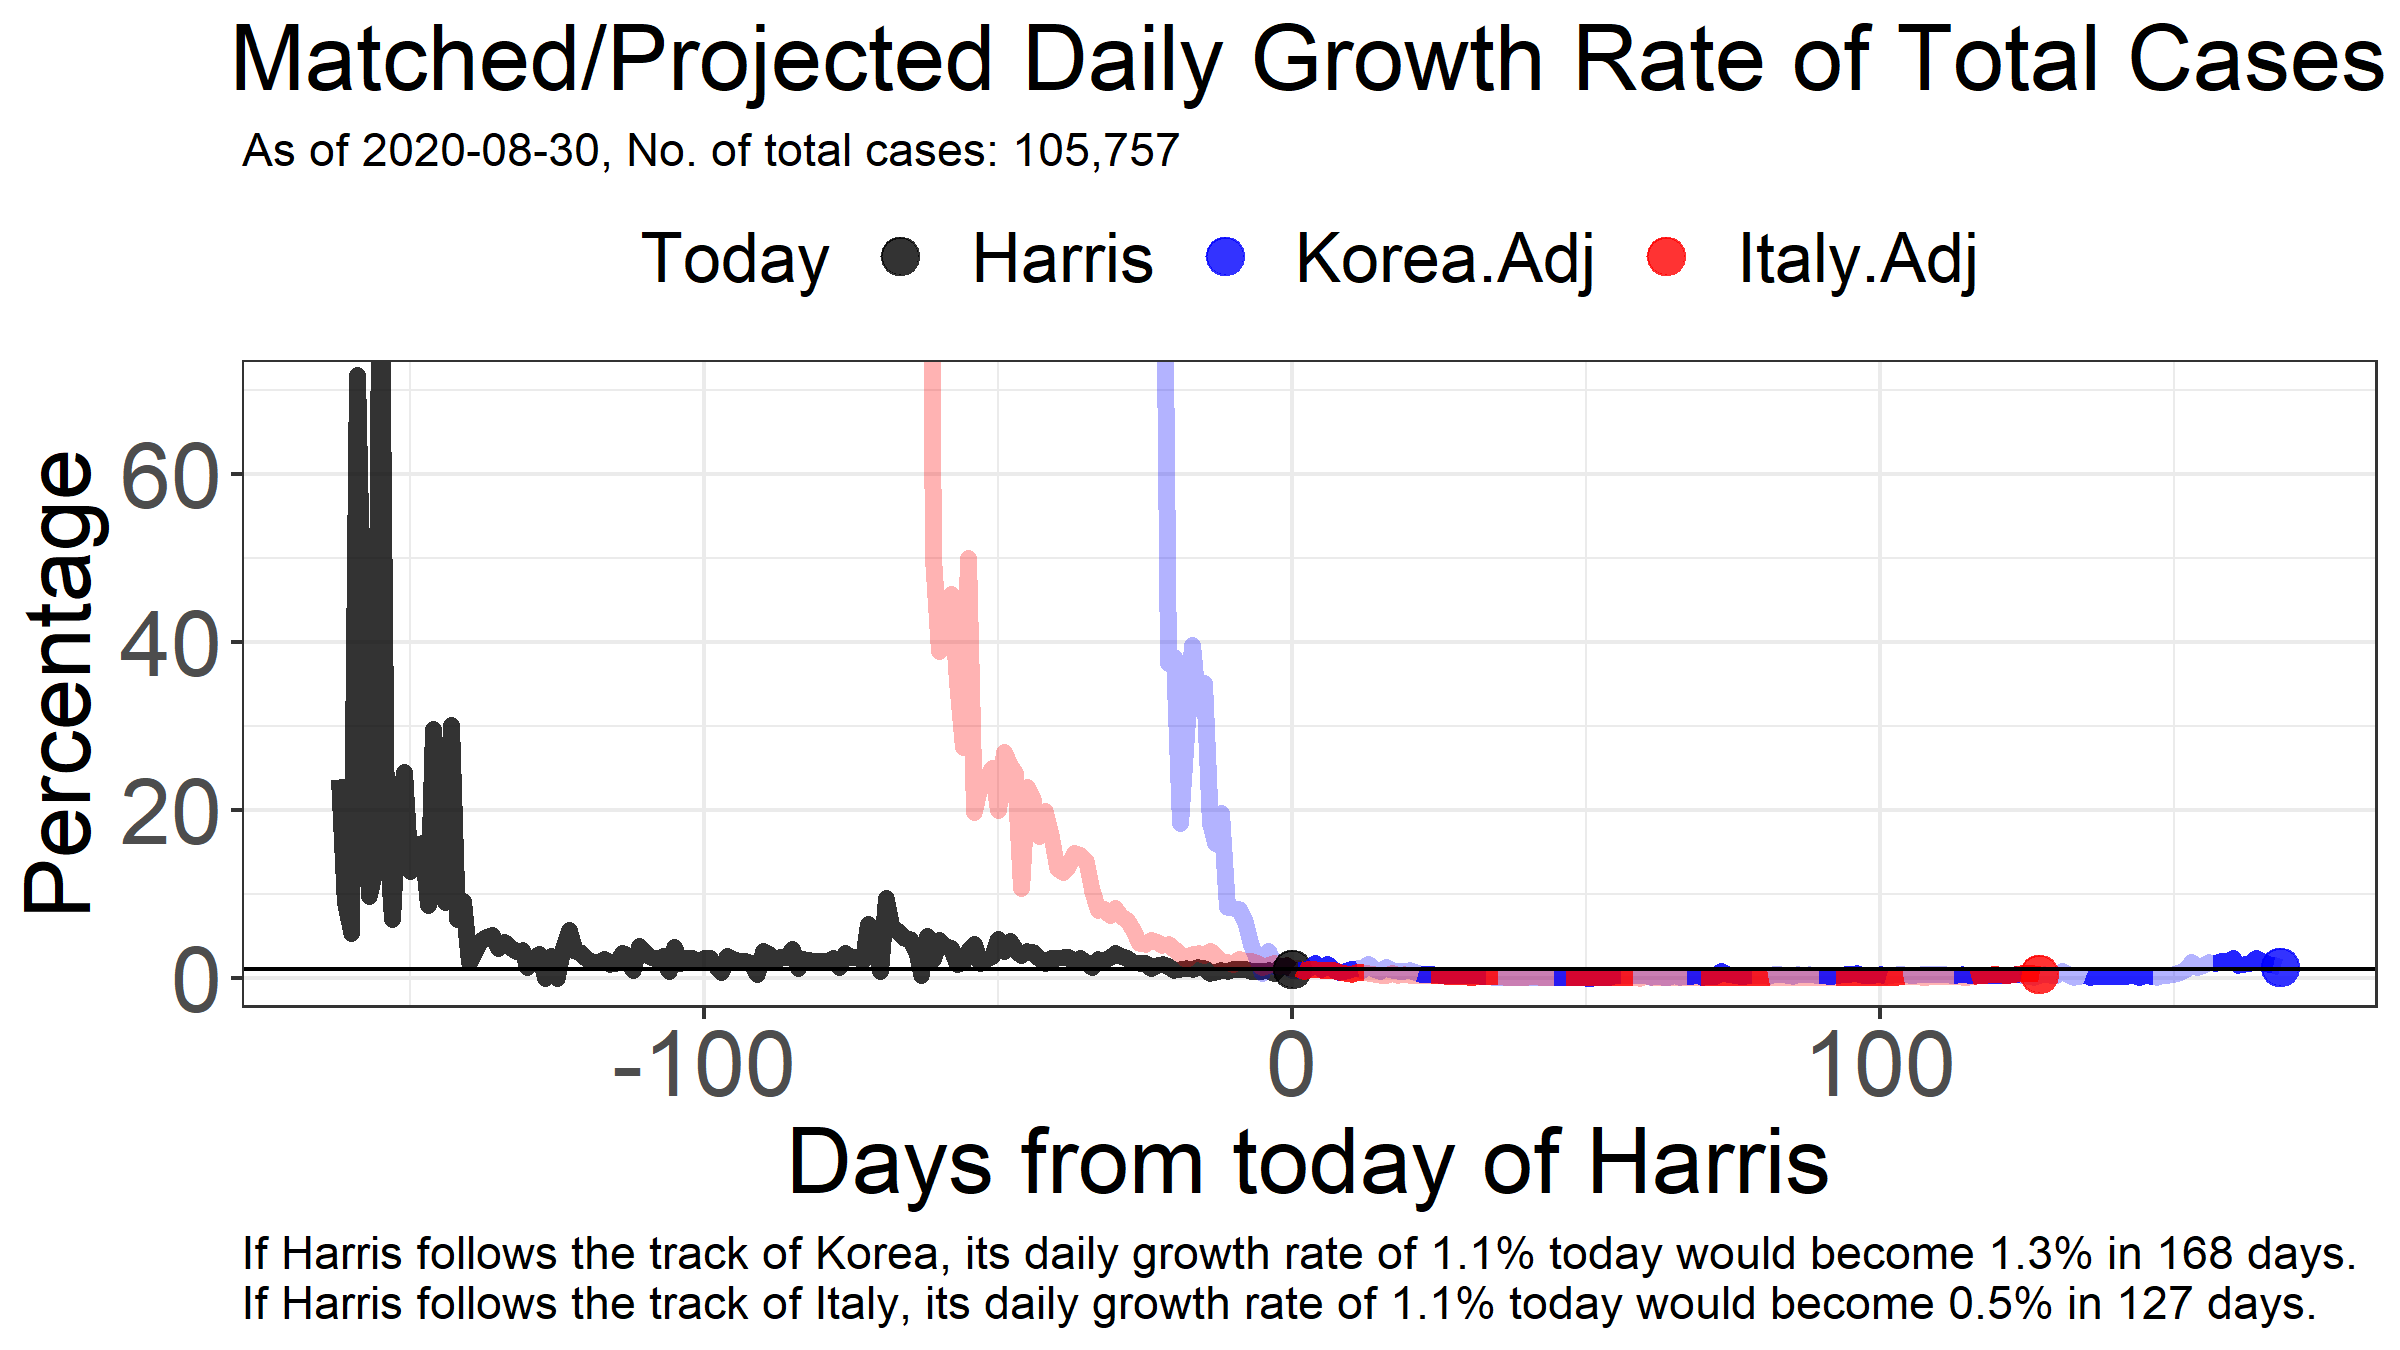 Matched/Projected Daily Growth Rate of Total Cases
As of 2020-08-30, No. of total cases: 105,757
Today Harris Korea.Adj Italy.Adj
Percentage
60
40
20
0
-100 0 100
Days from today of Harris
If Harris follows the track of Korea, its daily growth rate of 1.1% today would become 1.3% in 168 days.
If Harris follows the track of Italy, its daily growth rate of 1.1% today would become 0.5% in 127 days.